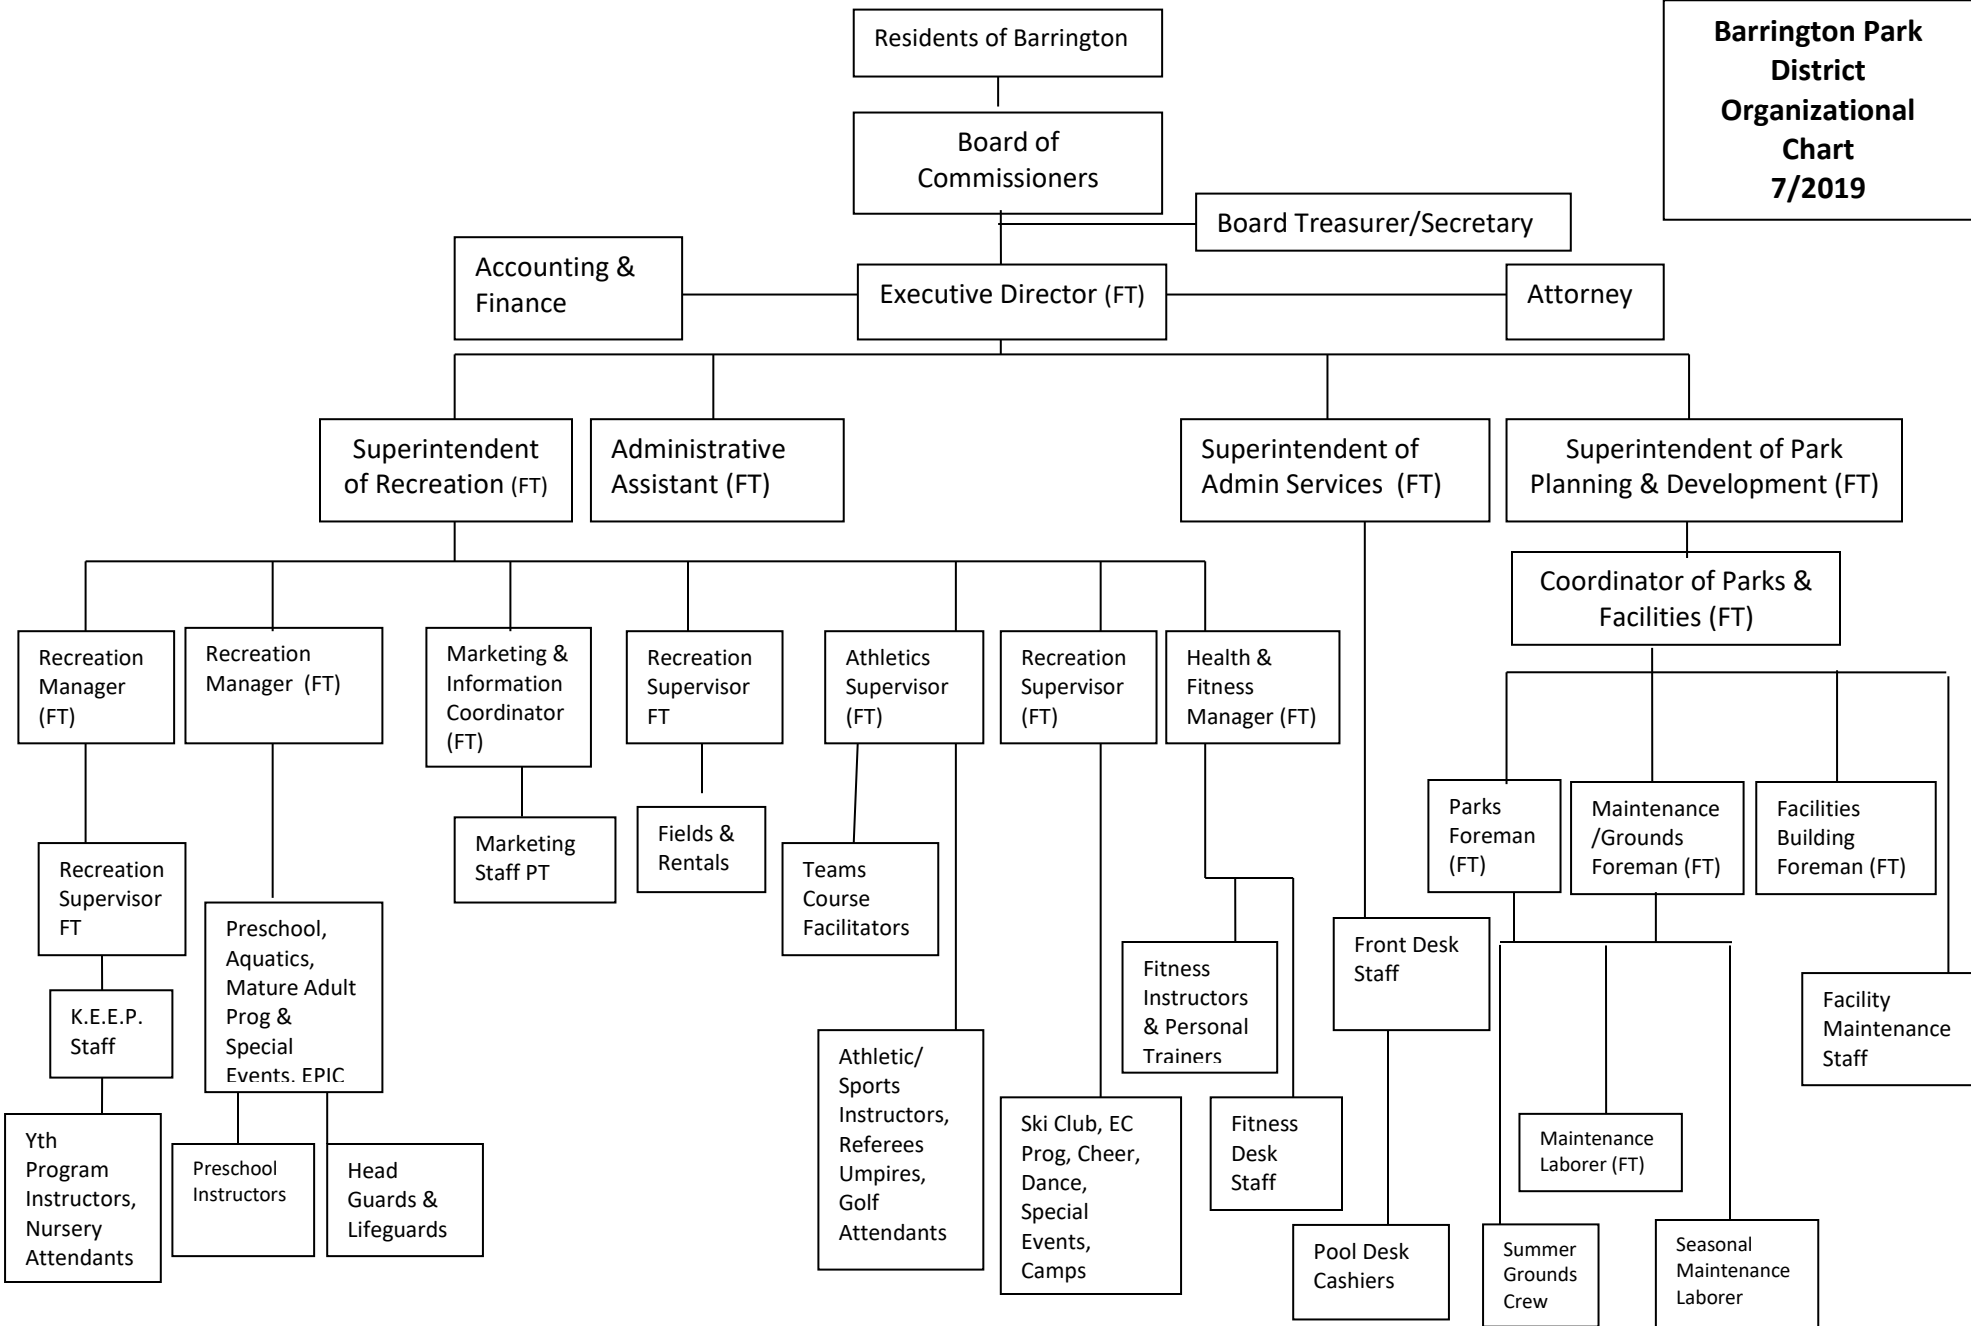 Residents of Barrington
Barrington Park
District
Organizational
Chart
7/2019
Board of
Commissioners
Board Treasurer/Secretary
Accounting &
Finance
Executive Director (FT)
Attorney
Superintendent
of Recreation (FT)
Administrative
Assistant (FT)
Superintendent of
Admin Services (FT)
Superintendent of Park
Planning & Development (FT)
Coordinator of Parks &
Facilities (FT)
Recreation
Manager
(FT)
Recreation
Manager (FT)
Marketing &
Information
Coordinator
(FT)
Recreation
Supervisor
FT
Athletics
Supervisor
(FT)
Recreation
Supervisor
(FT)
Health &
Fitness
Manager (FT)
Parks
Foreman
(FT)
Maintenance
/Grounds
Foreman (FT)
Facilities
Building
Foreman (FT)
Marketing
Staff PT
Fields &
Rentals
Recreation
Supervisor
FT
Teams
Course
Facilitators
Preschool,
Aquatics,
Mature Adult
Prog &
Special
Events. EPIC
Front Desk
Staff
Fitness
Instructors
& Personal
Trainers
Facility
Maintenance
Staff
K.E.E.P.
Staff
Athletic/
Sports
Instructors,
Referees
Umpires,
Golf
Attendants
Ski Club, EC
Prog, Cheer,
Dance,
Special
Events,
Camps
Fitness
Desk
Staff
Yth
Program
Instructors,
Nursery
Attendants
Preschool
Instructors
Head
Guards &
Lifeguards
Maintenance
Laborer (FT)
Pool Desk
Cashiers
Summer
Grounds
Crew
Seasonal
Maintenance
Laborer